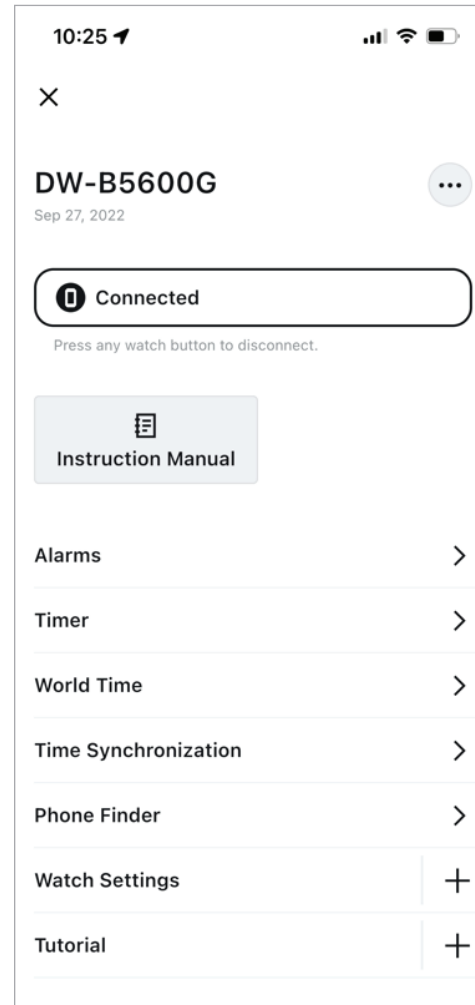 10:25
DW-B5600G
Sep 27, 2022
Connected
Press any watch button to disconnect.
Instruction Manual
Alarms
Timer
World Time
Time Synchronization
Phone Finder
Watch Settings
Tutorial